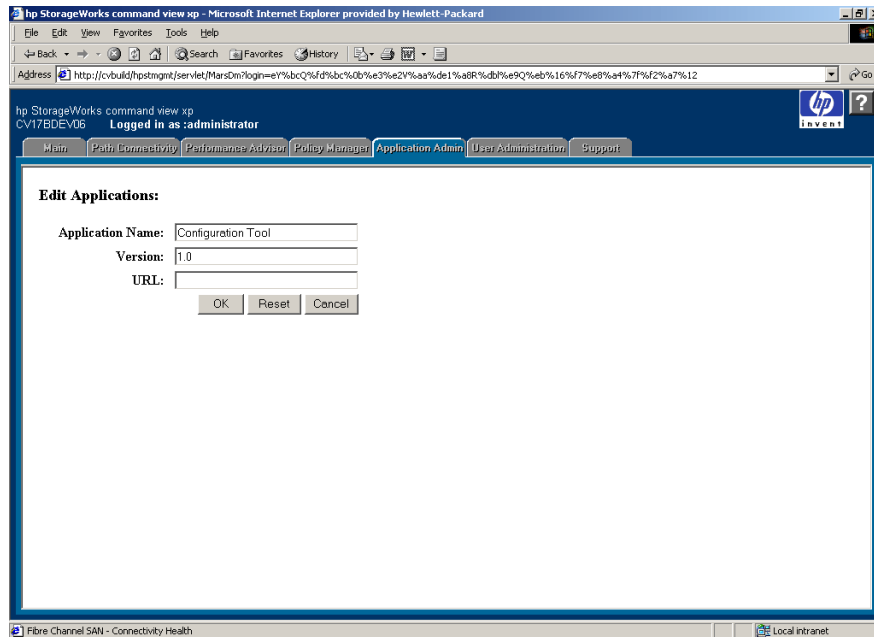 hp StorageWorks command view xp - Microsoft Internet Explorer provided by Hewlett-Packard
File Edit View Favorites Tools Help
Back Search Favorites History
Address http://cvbuild/hpstmgmt/servlet/MarsDm?login=eY%bcQ%fd%bc%0b%e3%e2V%aa%de1%a8R%dbl%e9Q%eb%16%f7%e8%a4%7f%f2%a7%12 Go
hp StorageWorks command view xp
CV17BDEV06 Logged in as :administrator
hp
invent
?
Main Path Connectivity Performance Advisor Policy Manager Application Admin User Administration Support
Edit Applications:
Application Name: Configuration Tool
Version: 1.0
URL:
OK Reset Cancel
Fibre Channel SAN - Connectivity Health Local intranet